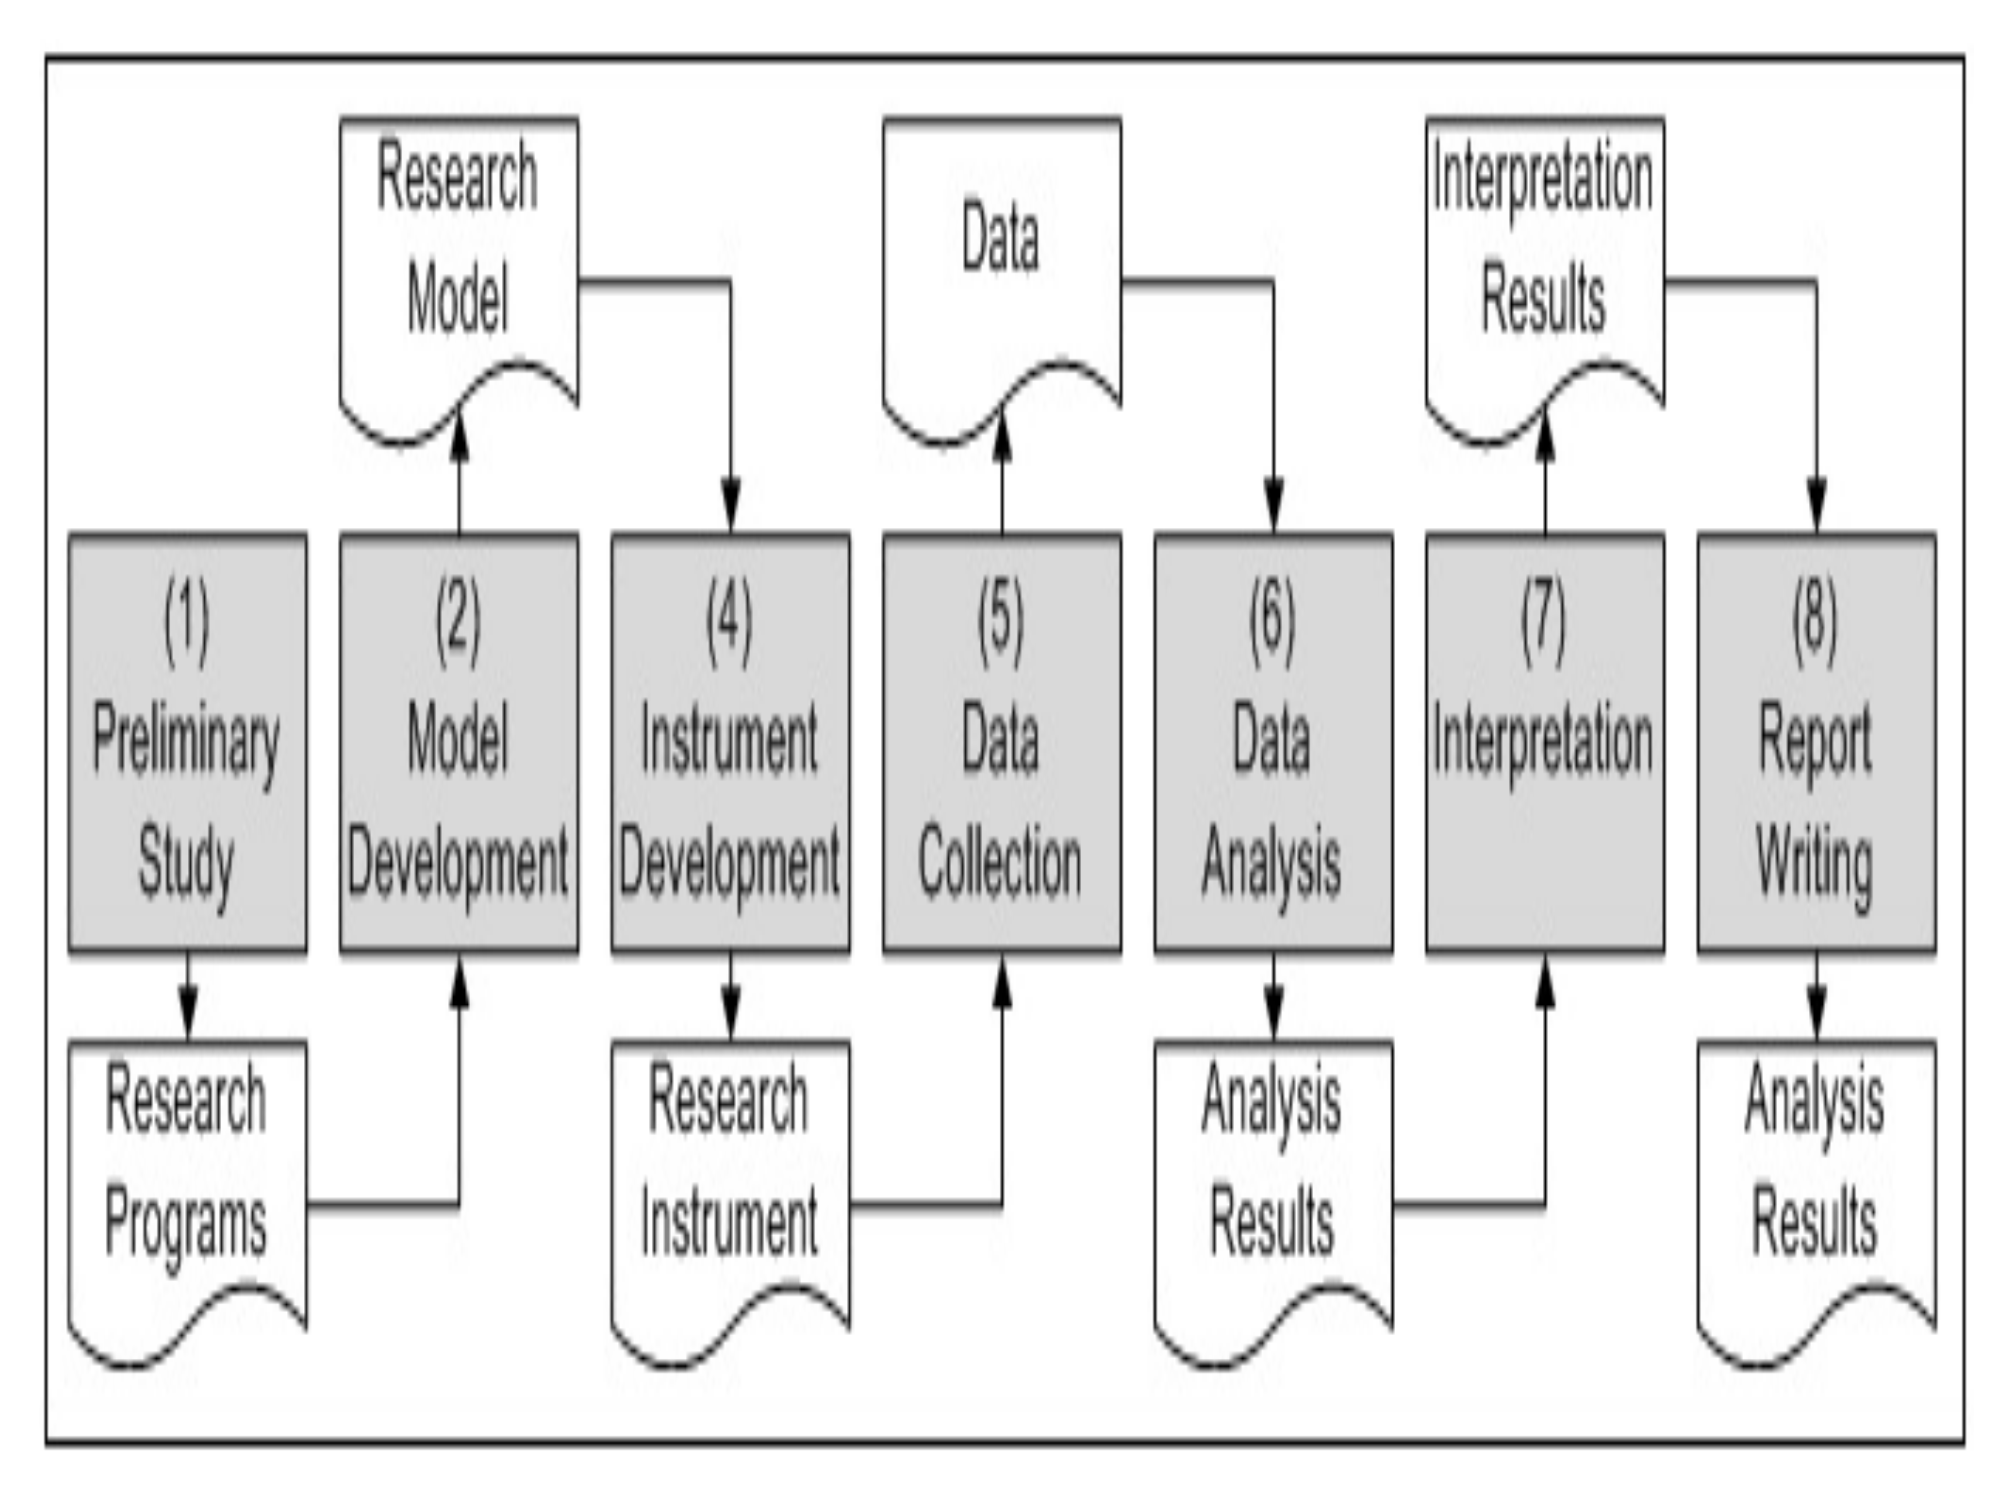 Research
Model
Data
Interpretation
Results
(1)
Preliminary
Study
(2)
Model
Development
(4)
Instrument
Development
(5)
Data
Collection
(6)
Data
Analysis
(7)
Interpretation
(8)
Report
Writing
Research
Programs
Research
Instrument
Analysis
Results
Analysis
Results